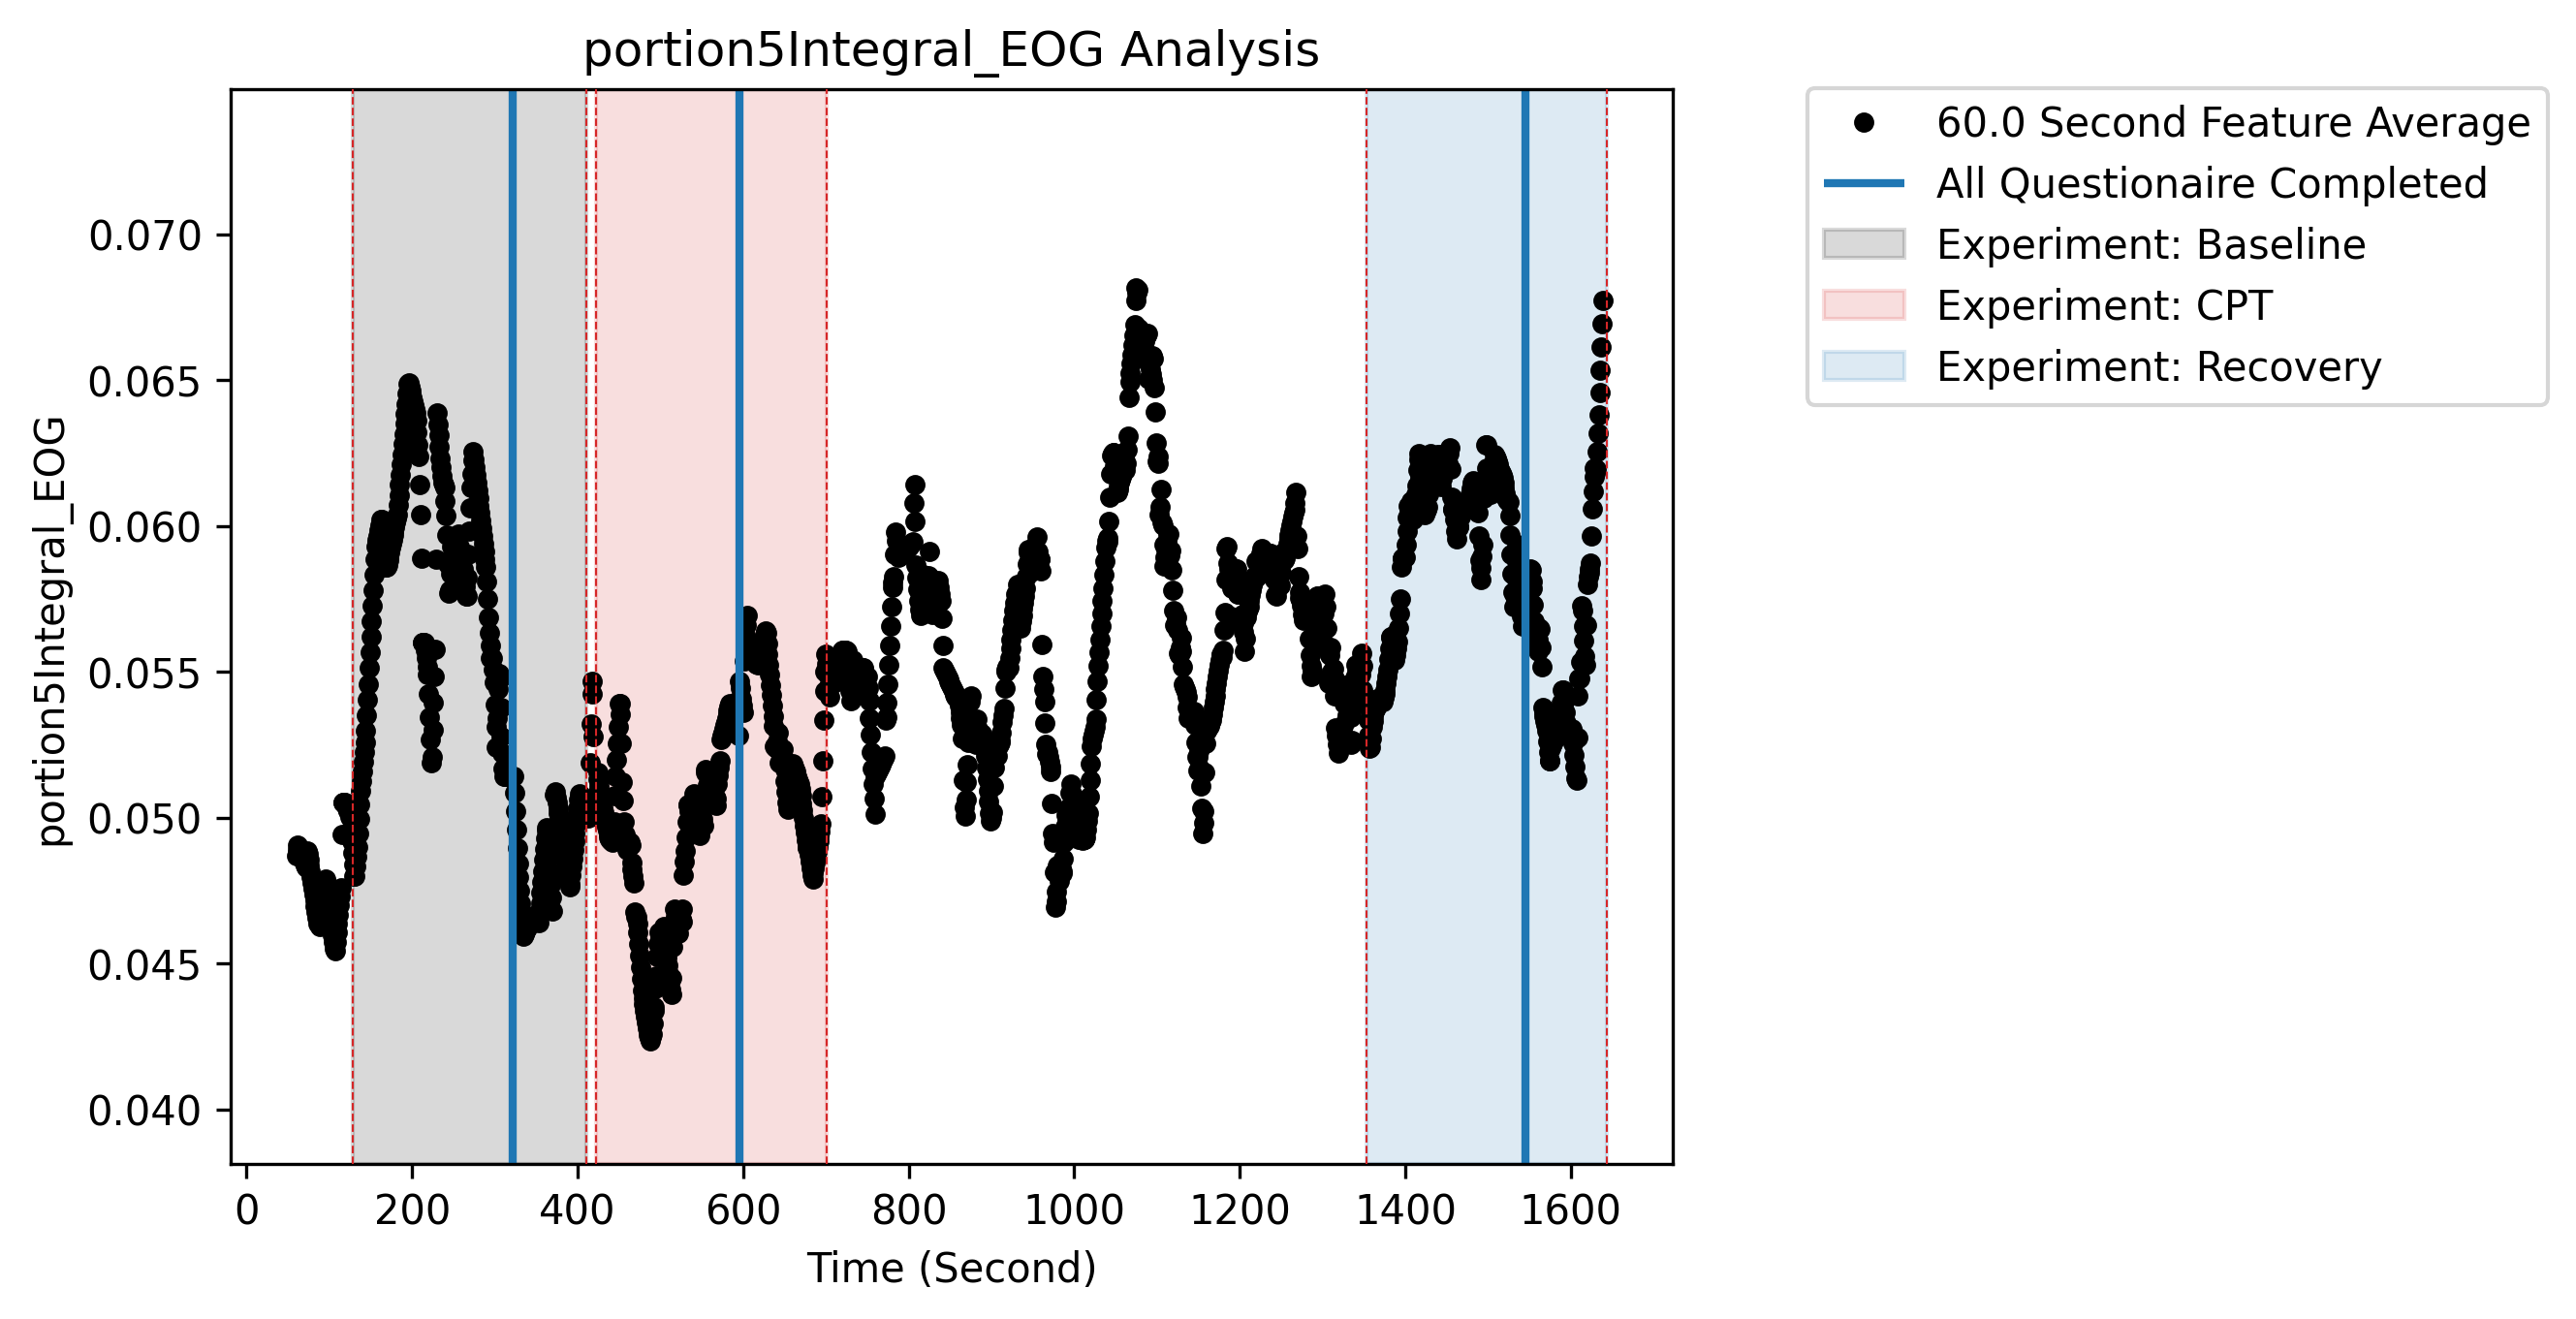 portion5Integral_EOG Analysis
portion5Integral_EOG
0.070
0.065
0.060
0.055
0.050
0.045
0.040
0 200 400 600 800 1000 1200 1400 1600
Time (Second)
60.0 Second Feature Average
All Questionaire Completed
Experiment: Baseline
Experiment: CPT
Experiment: Recovery